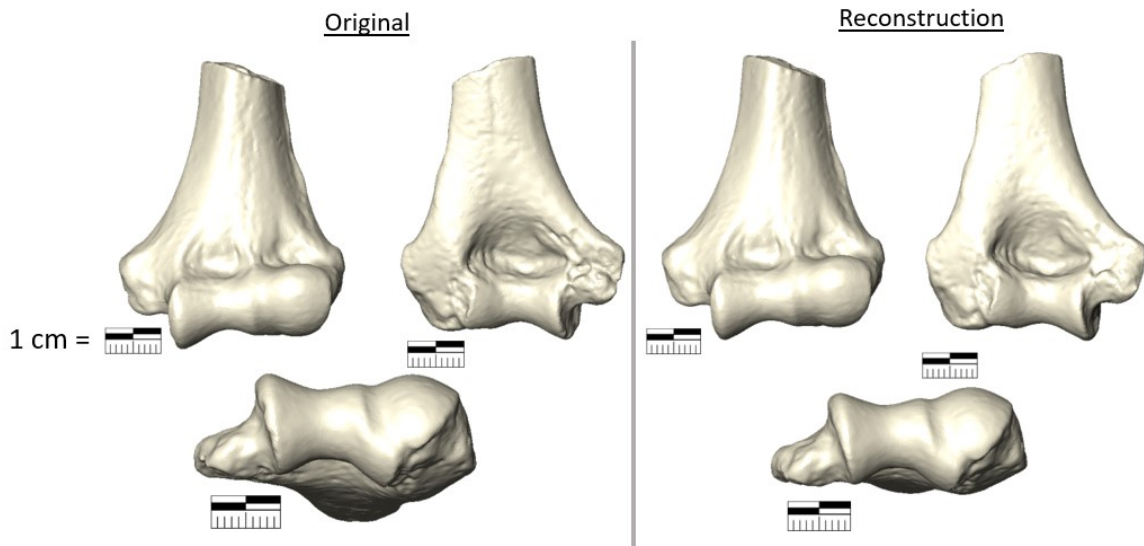 Original
Reconstruction
1 cm =